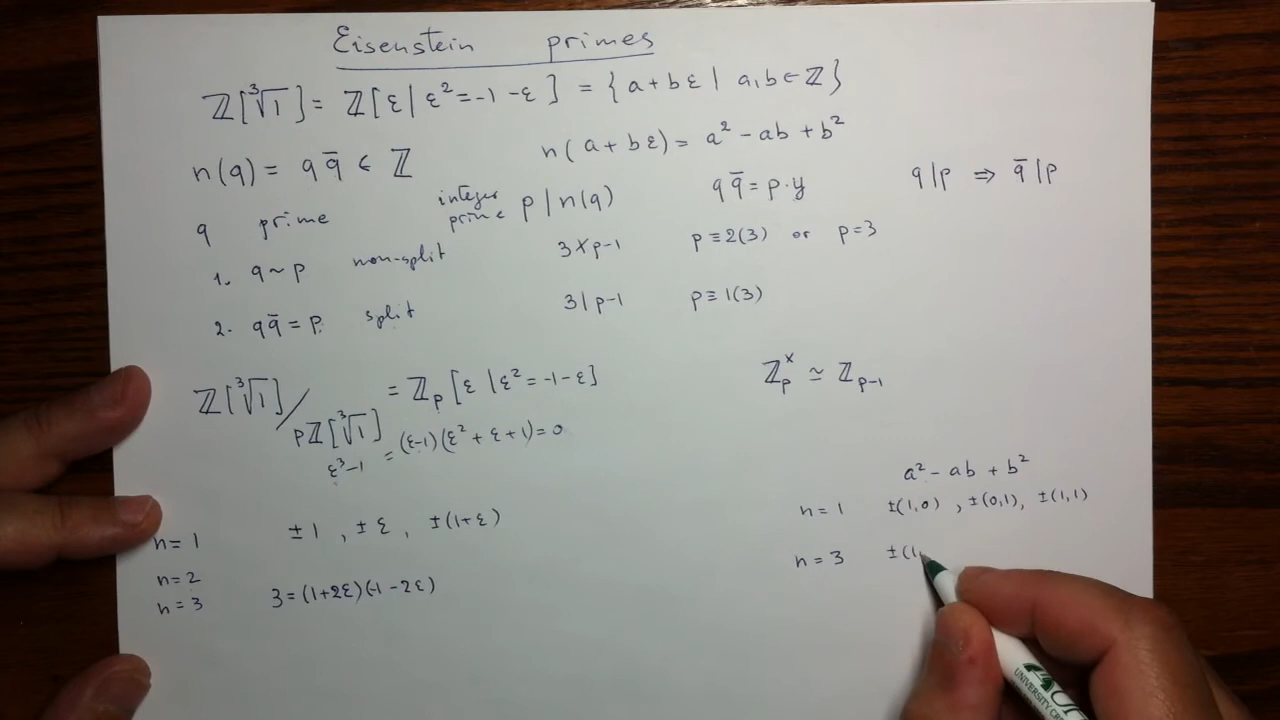 Eisenstein primes
ℤ[∛1] = ℤ[ε | ε² = -1 - ε] = {a + bε | a, b ∈ ℤ}
n(q) = q q̄ ∈ ℤ n(a + bε) = a² - ab + b²
q prime integer prime p | n(q) q q̄ = p · y q | p ⇒ q̄ | p
1. q ~ p non-split 3 ∤ p-1 p ≡ 2(3) or p = 3
2. q q̄ = p. split 3 | p-1 p ≡ 1(3)
ℤ[∛1] / pℤ[∛1] = ℤₚ[ε | ε² = -1 - ε] ℤₚˣ ≃ ℤₚ₋₁
ε³-1 = (ε-1)(ε² + ε + 1) = 0
a² - ab + b²
n = 1 ±1, ±ε, ±(1+ε) n = 1 ±(1,0), ±(0,1), ±(1,1)
n = 2
n = 3 3 = (1+2ε)(-1-2ε) n = 3 ±(1,
UNIVERSITY